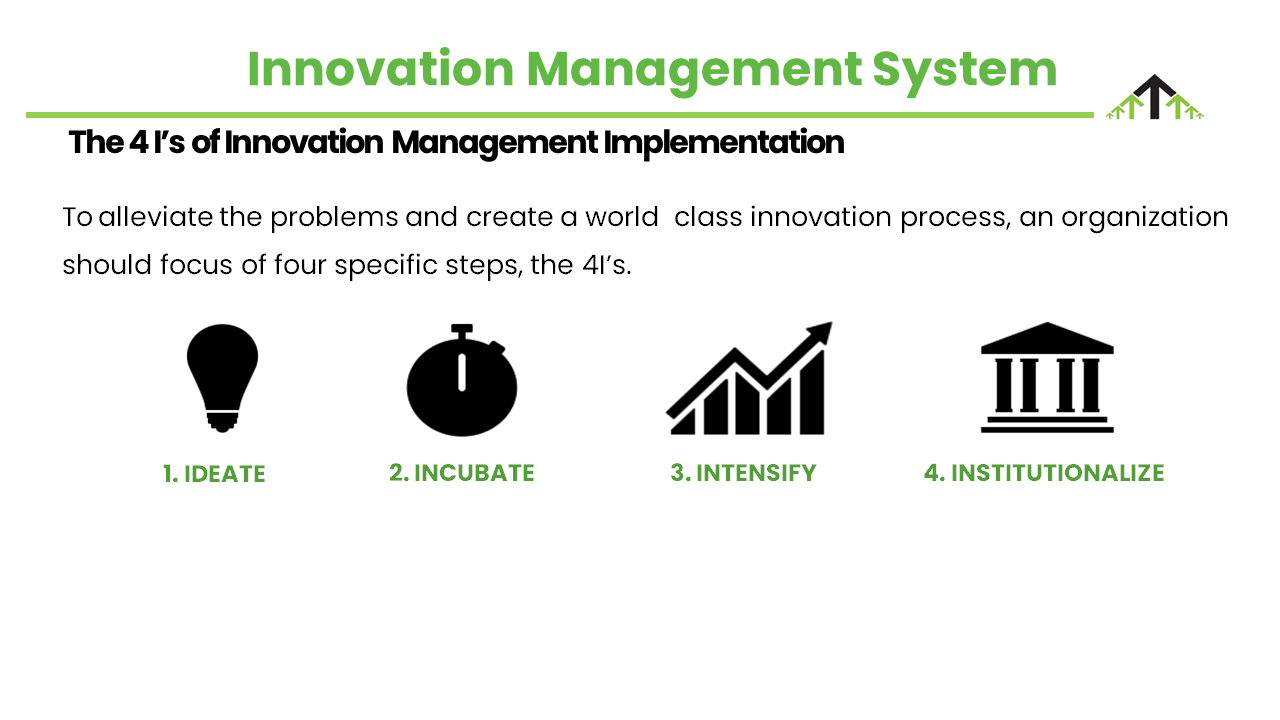 Innovation Management System
The 4 I's of Innovation Management Implementation
To alleviate the problems and create a world class innovation process, an organization
should focus of four specific steps, the 4I's.
1. IDEATE
2. INCUBATE
3. INTENSIFY
4. INSTITUTIONALIZE